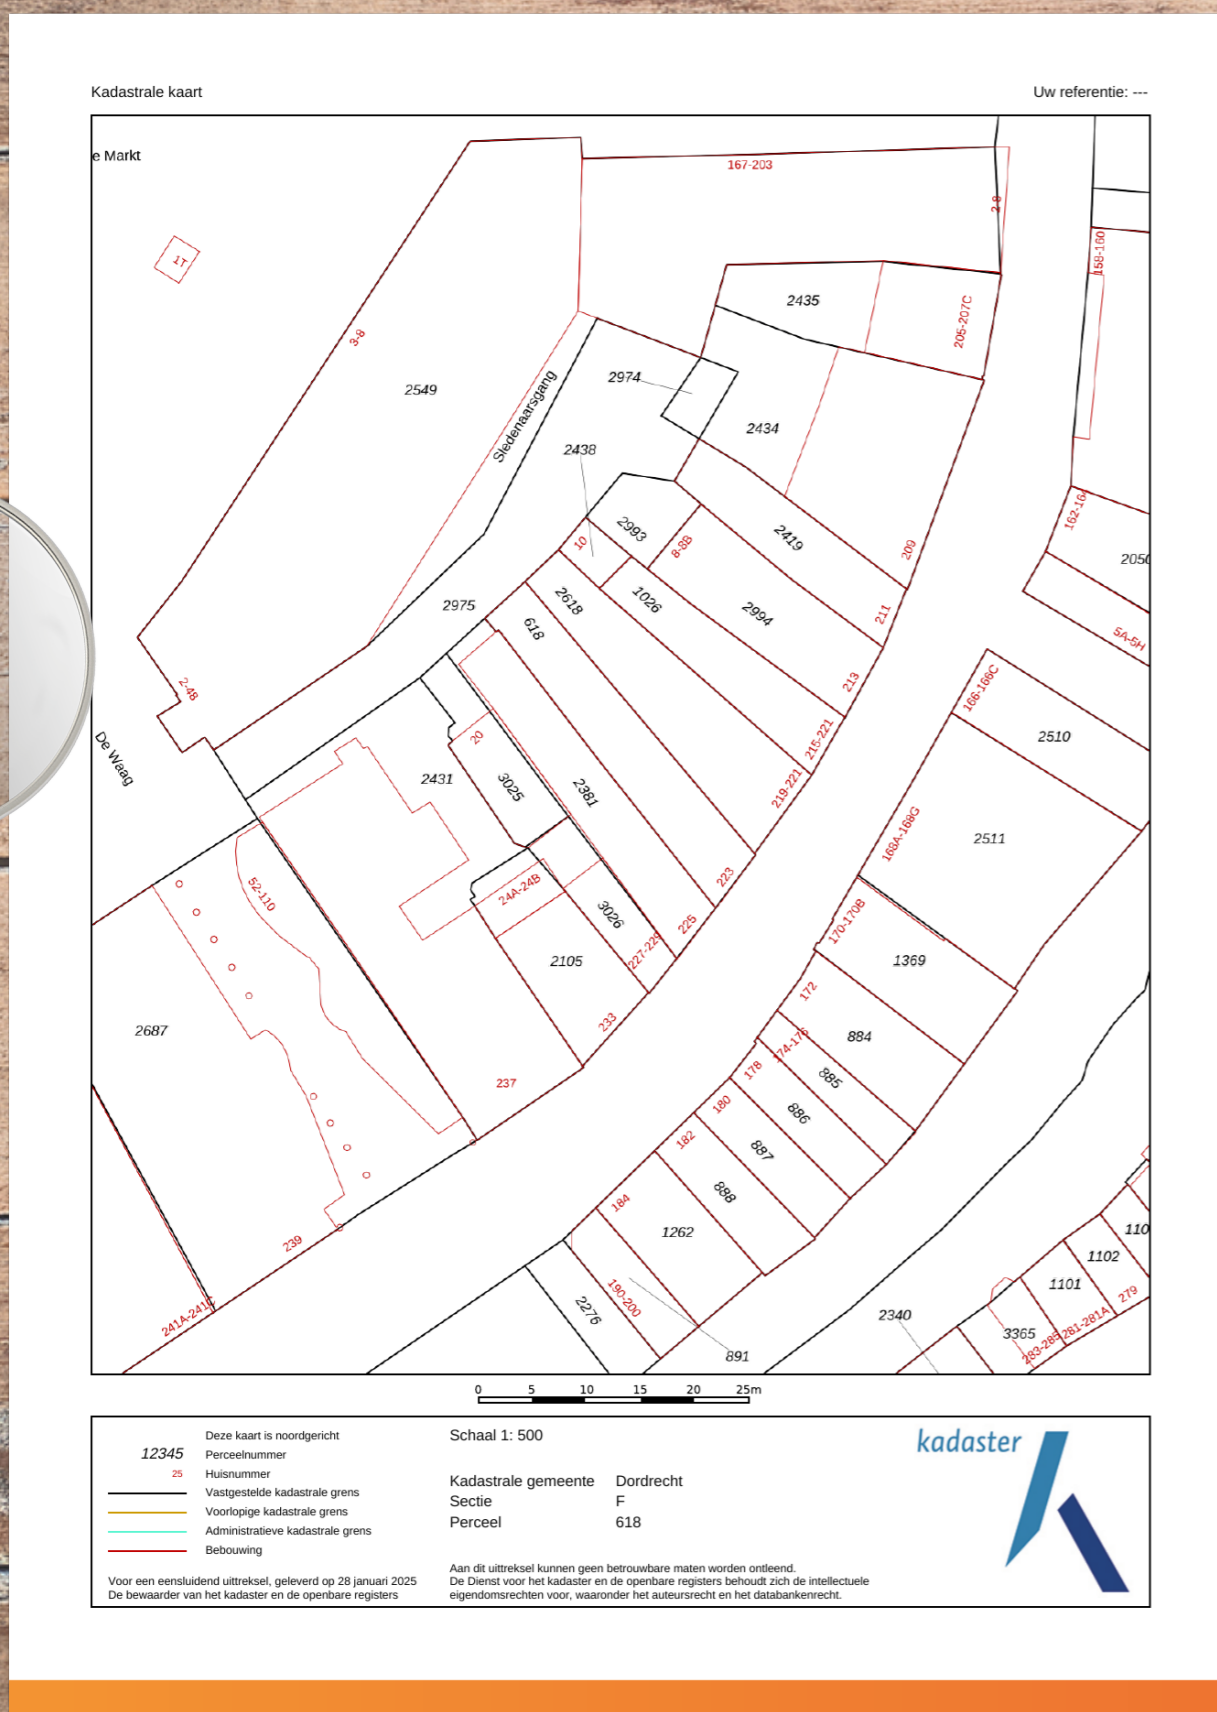 Kadastrale kaart
Uw referentie: ---
e Markt
167-203
2-8
1T
158-160
2435
205-207C
3-8
2974
2549
Sledenaarsgang
2434
2438
162-164
2993
2419
10
8-8B
209
2050
2975
2618
1026
2994
211
618
5A-5H
213
2-48
166-166C
De Waag
215-221
2510
20
2431
3025
2381
219-221
168A-168G
2511
223
52-110
24A-24B
3026
225
170-170B
227-229
2105
1369
172
2687
233
884
174-176
178
885
237
180
886
182
887
888
184
1262
110
239
1102
1101
190-200
279
2276
241A-241C
2340
281-281A
3365
283-285
891
0 5 10 15 20 25m
Deze kaart is noordgericht
12345 Perceelnummer
25 Huisnummer
Vastgestelde kadastrale grens
Voorlopige kadastrale grens
Administratieve kadastrale grens
Bebouwing
Voor een eensluidend uittreksel, geleverd op 28 januari 2025
De bewaarder van het kadaster en de openbare registers
Schaal 1: 500
Kadastrale gemeente Dordrecht
Sectie F
Perceel 618
Aan dit uittreksel kunnen geen betrouwbare maten worden ontleend.
De Dienst voor het kadaster en de openbare registers behoudt zich de intellectuele
eigendomsrechten voor, waaronder het auteursrecht en het databankenrecht.
kadaster